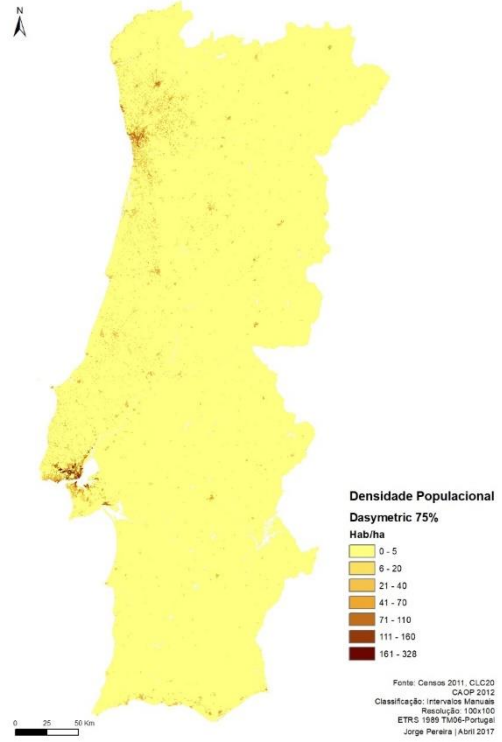 N
Densidade Populacional
Dasymetric 75%
Hab/ha
0 - 5
6 - 20
21 - 40
41 - 70
71 - 110
111 - 160
161 - 328
Fonte: Censos 2011, CLC20
CAOP 2012
Classificação: Intervalos Manuais
Resolução: 100x100
ETRS 1989 TM06-Portugal
Jorge Pereira | Abril 2017
0 25 50 Km